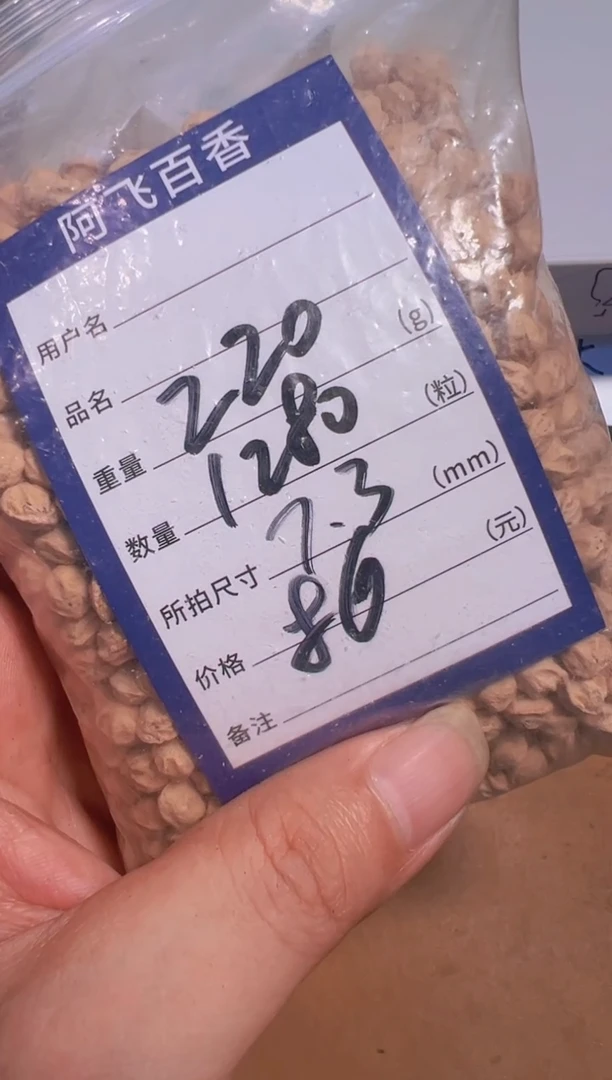 阿飞百香
用户名
品名
重量 220 (g)
数量 1280 (粒)
所拍尺寸 7.3 (mm)
价格 86 (元)
备注